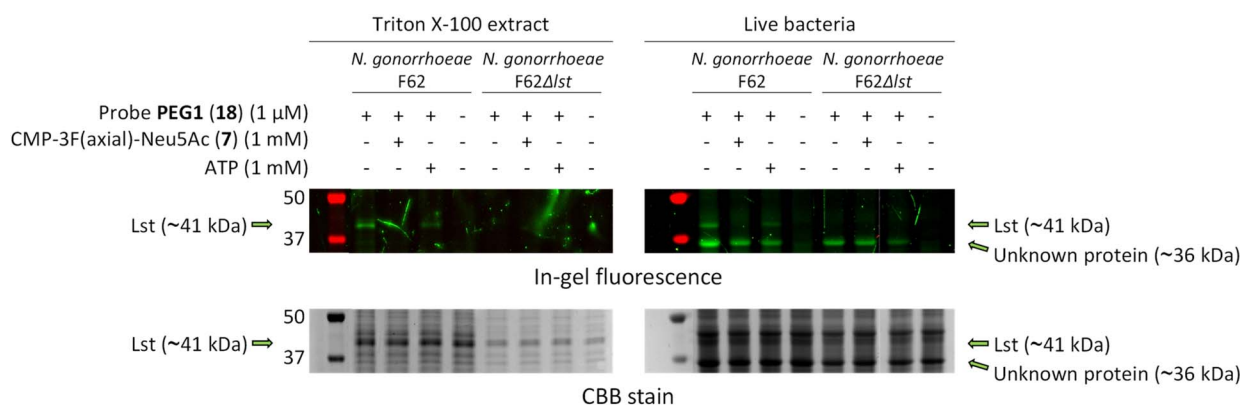 Triton X-100 extract Live bacteria
N. gonorrhoeae N. gonorrhoeae N. gonorrhoeae N. gonorrhoeae
F62 F62Δlst F62 F62Δlst
Probe PEG1 (18) (1 μM) + + + - + + + - + + + - + + + -
CMP-3F(axial)-Neu5Ac (7) (1 mM) - + - - - + - - - + - - - + - -
ATP (1 mM) - - + - - - + - - - + - - - + -
50
Lst (~41 kDa) Lst (~41 kDa)
37
Unknown protein (~36 kDa)
In-gel fluorescence
50
Lst (~41 kDa) Lst (~41 kDa)
37
Unknown protein (~36 kDa)
CBB stain